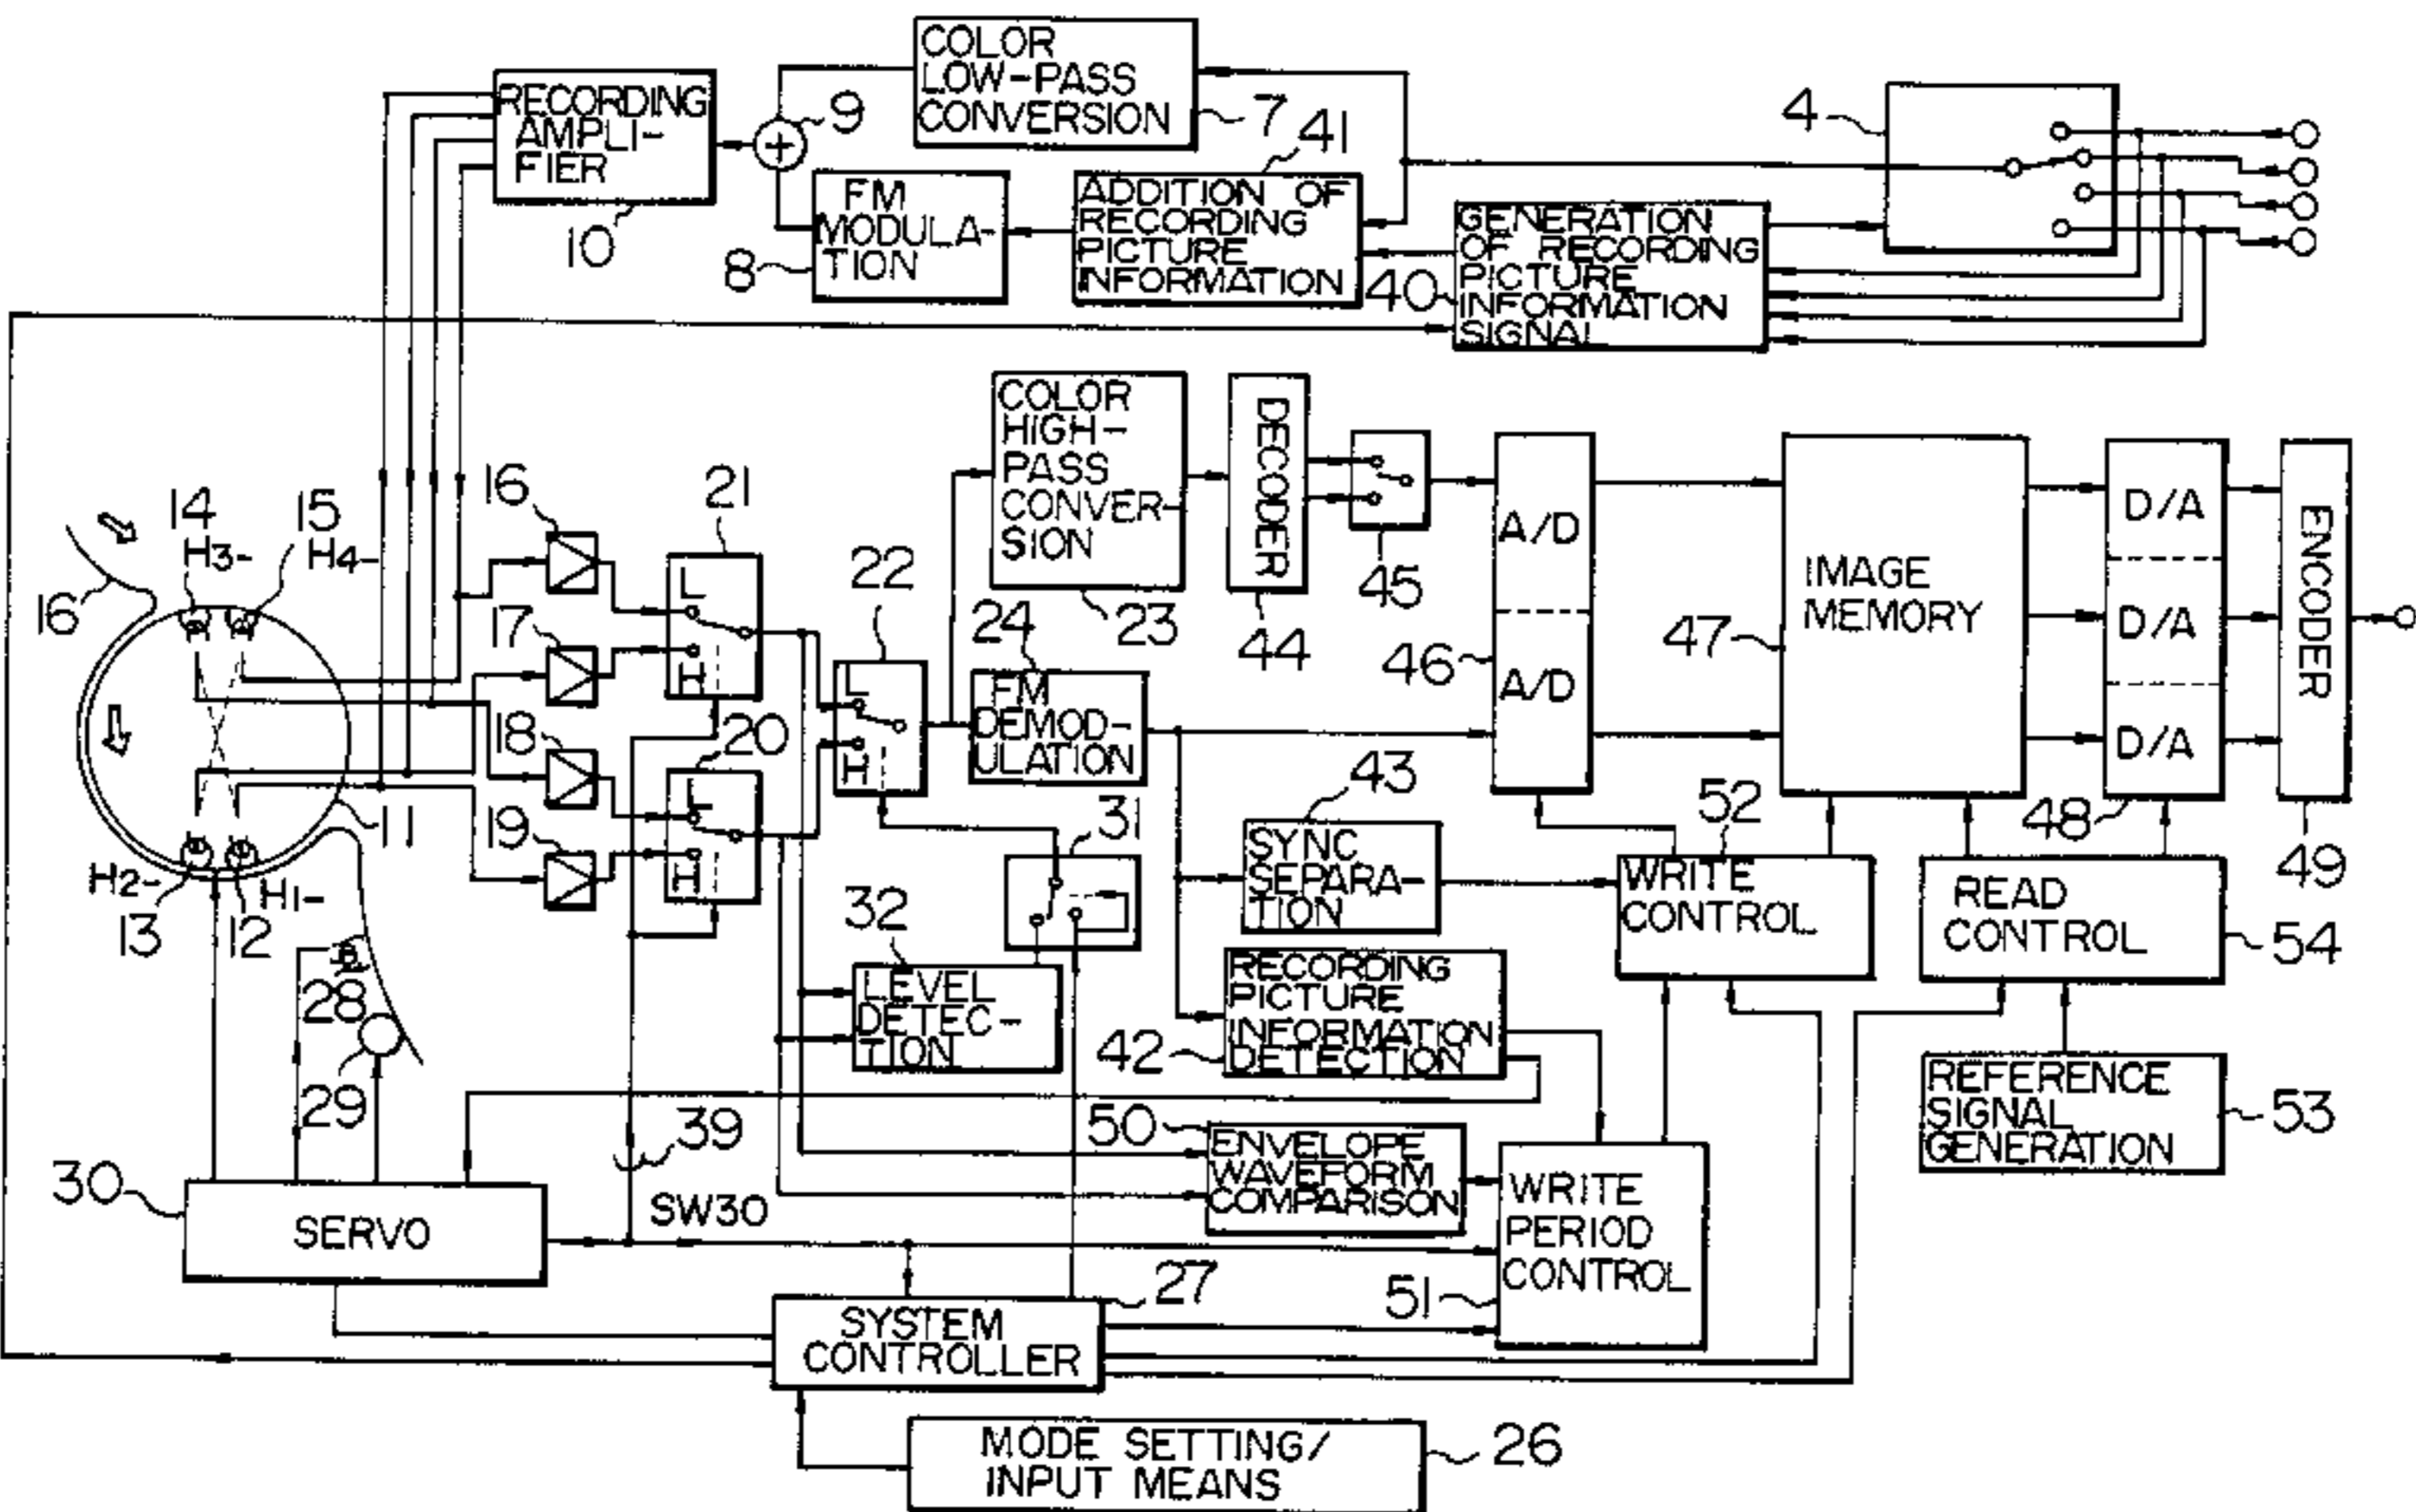 COLOR
LOW-PASS
CONVERSION
7
RECORDING
AMPLI-
FIER
10
9
+
FM
MODULA-
TION
8
41
ADDITION OF
RECORDING
PICTURE
INFORMATION
4
GENERATION
OF RECORDING
PICTURE
INFORMATION
SIGNAL
40
COLOR
HIGH-
PASS
CONVER-
SION
23
DECODER
44
45
A/D
A/D
46
IMAGE
MEMORY
47
D/A
D/A
D/A
48
ENCODER
49
14
H3-
15
H4-
16
11
H2-
13
H1-
12
16
17
18
19
21
L
H
20
L
H
22
L
H
24
FM
DEMOD-
ULATION
31
32
LEVEL
DETEC-
TION
43
SYNC
SEPARA-
TION
52
WRITE
CONTROL
READ
CONTROL
54
RECORDING
PICTURE
INFORMATION
DETECTION
42
REFERENCE
SIGNAL
GENERATION
53
28
29
30
SERVO
39
SW30
50
ENVELOPE
WAVEFORM
COMPARISON
WRITE
PERIOD
CONTROL
51
27
SYSTEM
CONTROLLER
MODE SETTING/
INPUT MEANS
26